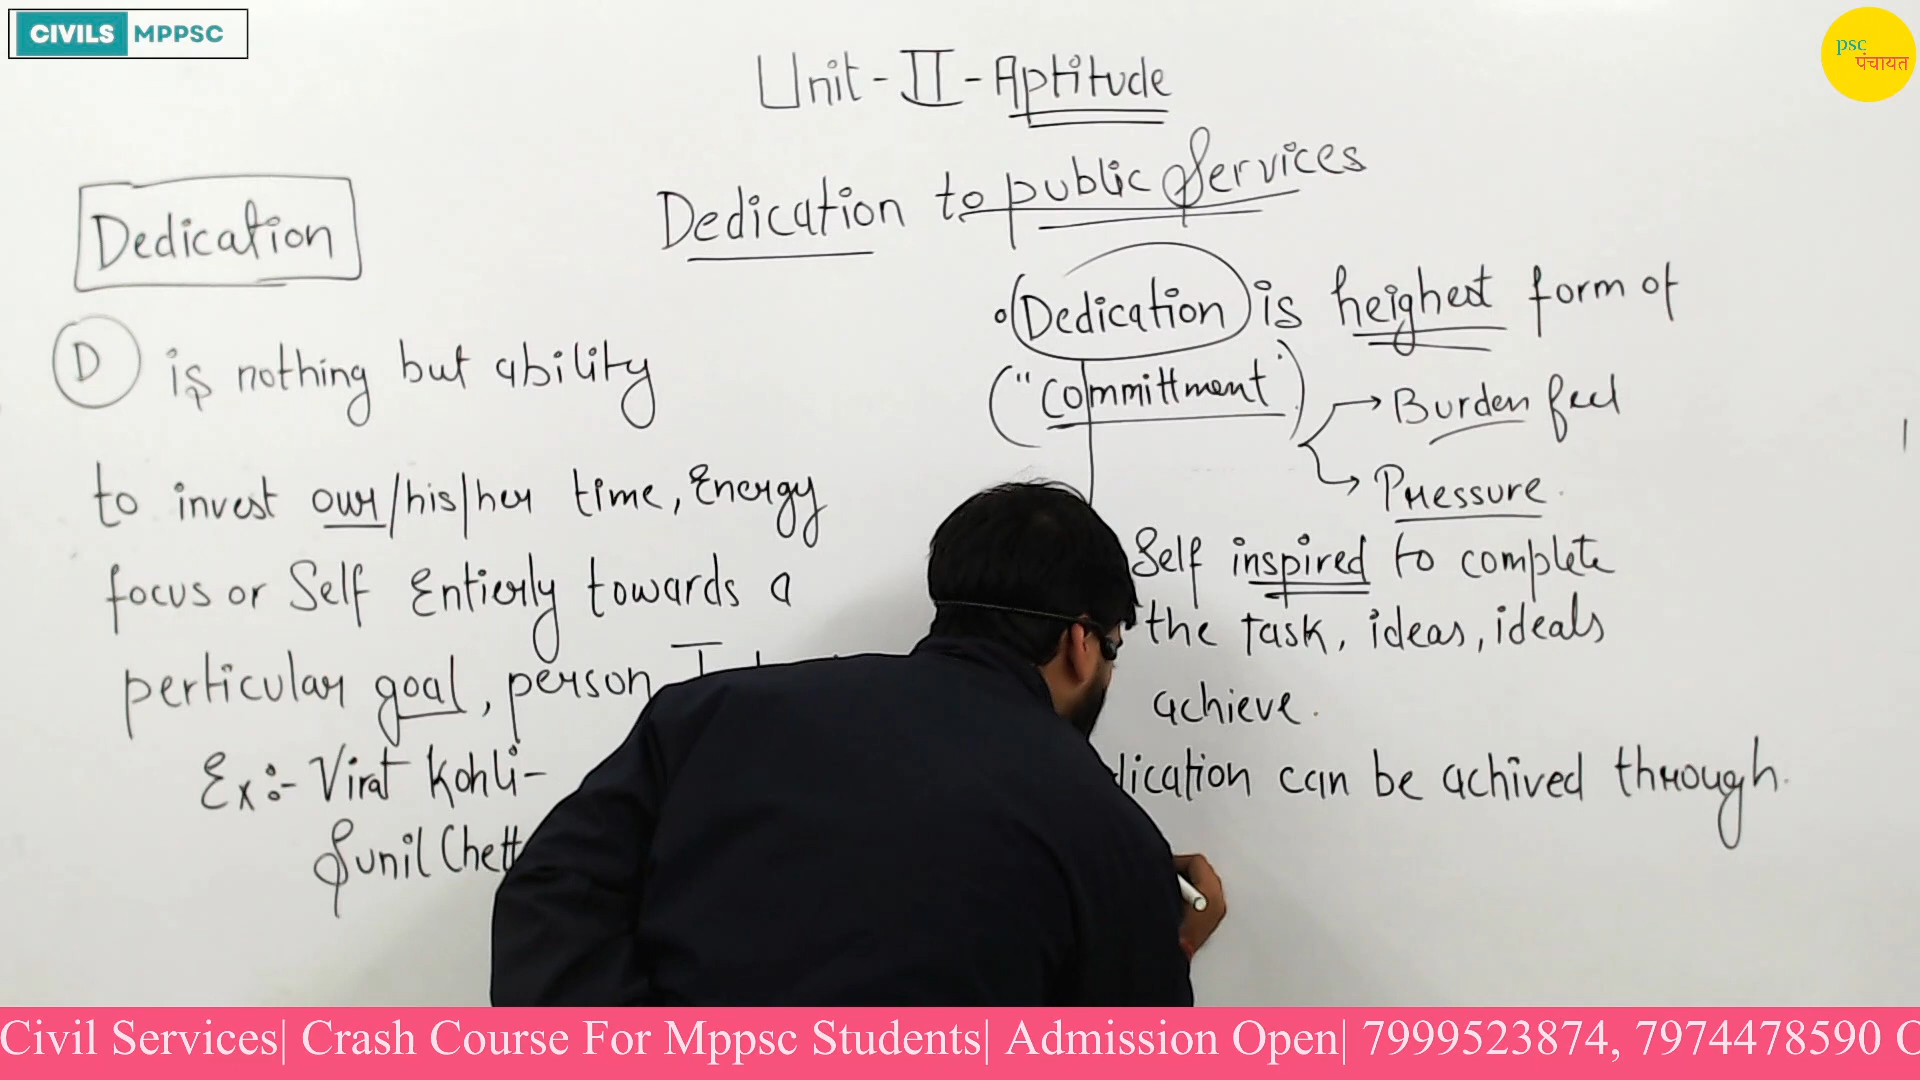 CIVILS MPPSC
psc
पंचायत
Unit - II - Aptitude
Dedication to public Services
Dedication
D is nothing but ability
to invest our/his/her time, Energy
focus or Self Entierly towards a
perticular goal, person
Ex:- Virat Kohli-
Sunil Chett
• Dedication is heighest form of
("Committment")
→ Burden feel
→ Pressure.
Self inspired to complete
the task, ideas, ideals
achieve.
dication can be achived through.
Civil Services| Crash Course For Mppsc Students| Admission Open| 7999523874, 7974478590